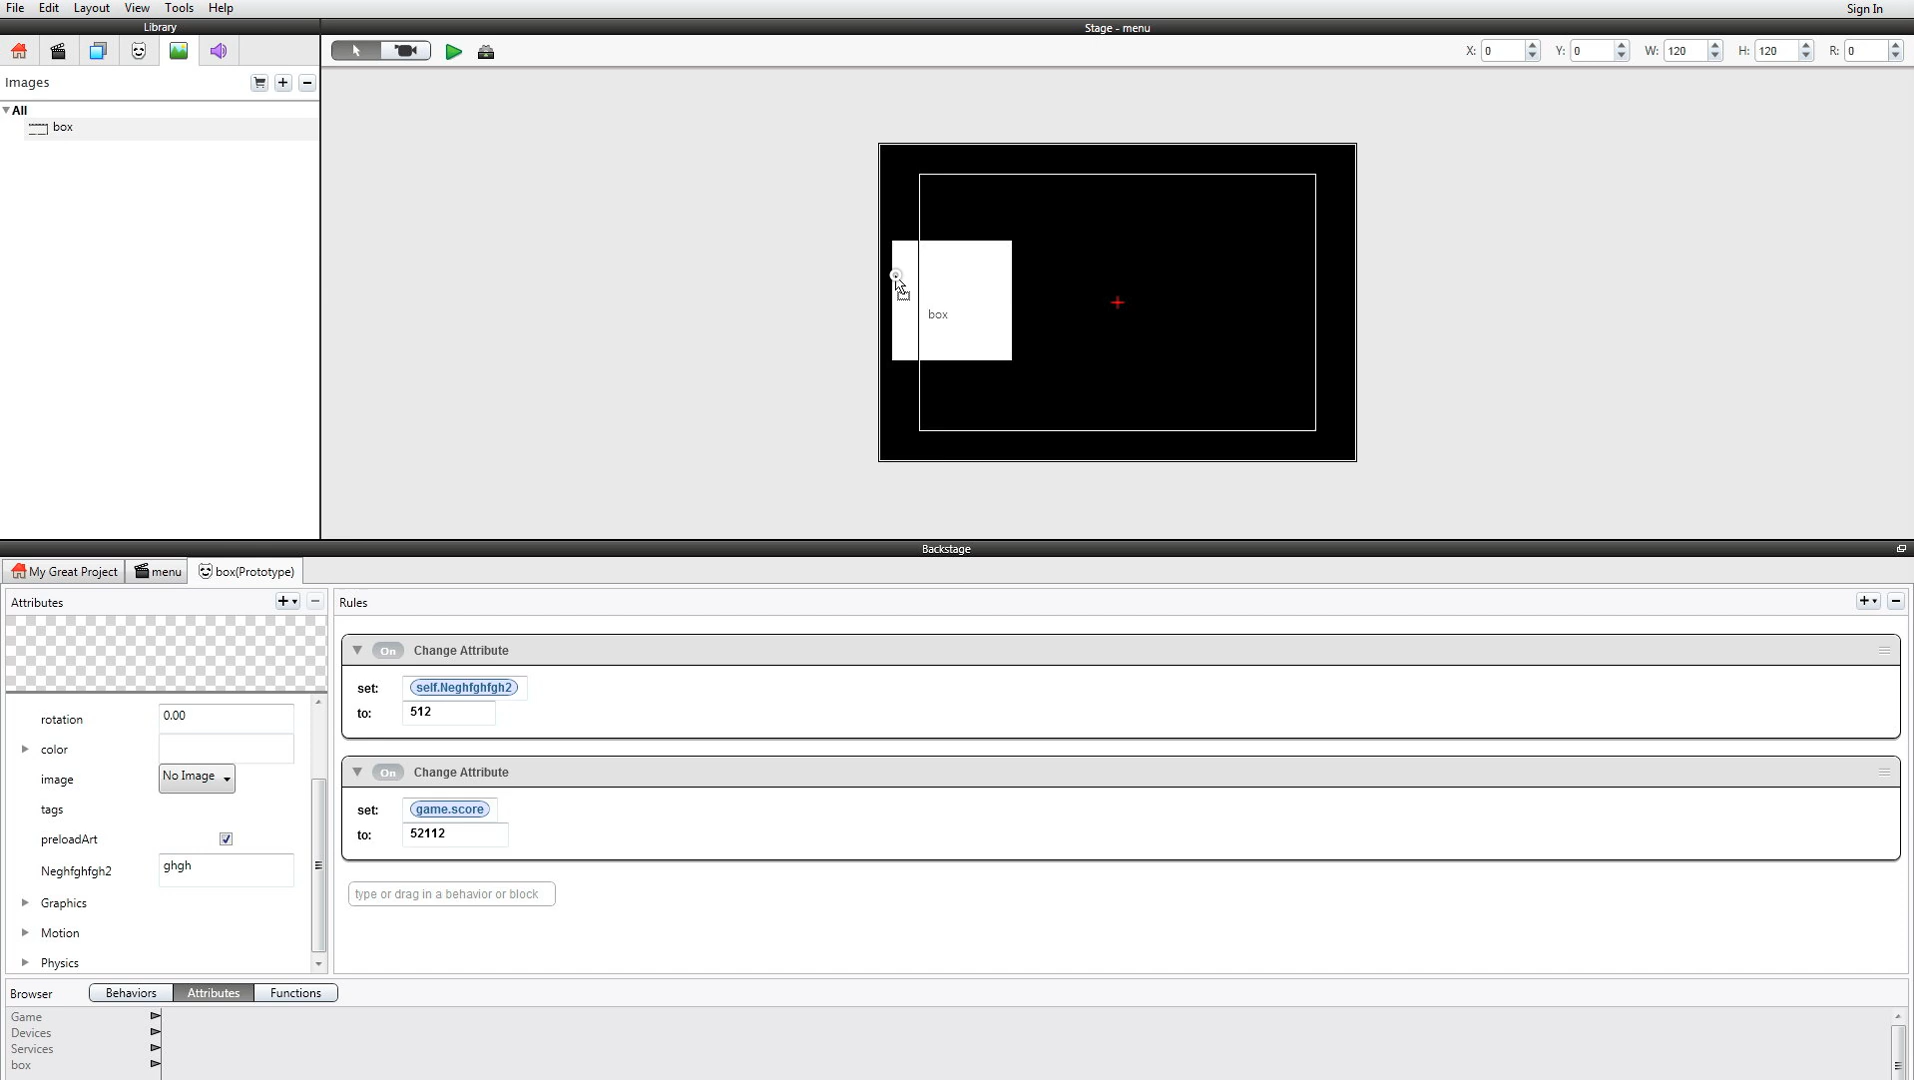 File Edit Layout View Tools Help Sign In
Library Stage - menu
X: 0 Y: 0 W: 120 H: 120 R: 0
Images
All
box
box
Backstage
My Great Project menu box(Prototype)
Attributes Rules
On Change Attribute
set: self.Neghfghfgh2
to: 512
On Change Attribute
set: game.score
to: 52112
type or drag in a behavior or block
rotation 0.00
color
image No Image
tags
preloadArt
Neghfghfgh2 ghgh
Graphics
Motion
Physics
Browser Behaviors Attributes Functions
Game
Devices
Services
box